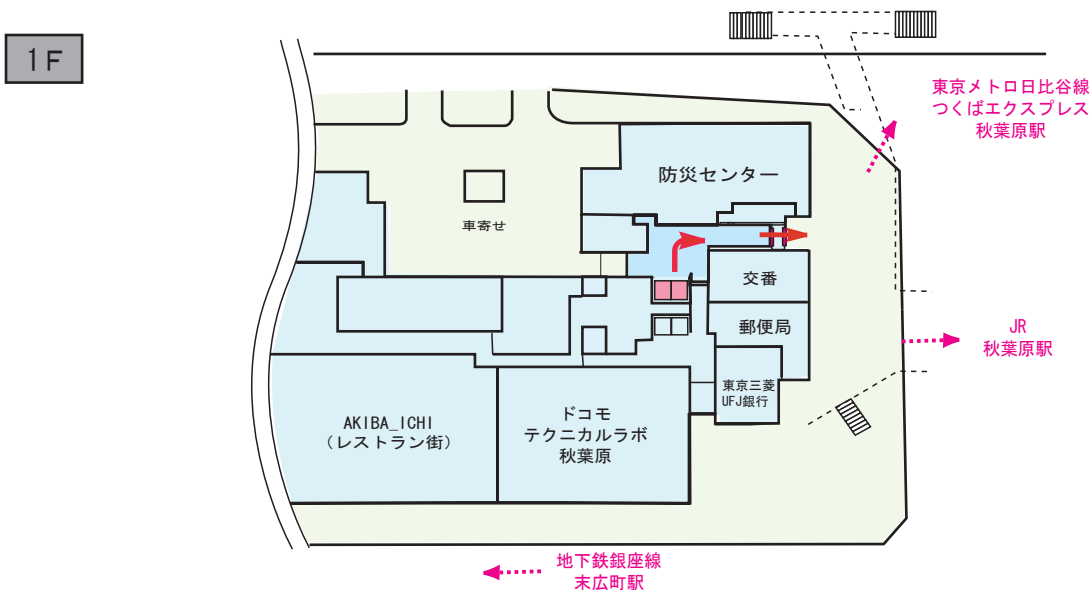 1F
東京メトロ日比谷線
つくばエクスプレス
秋葉原駅
防災センター
車寄せ
交番
郵便局
JR
秋葉原駅
東京三菱
UFJ銀行
AKIBA_ICHI
(レストラン街)
ドコモ
テクニカルラボ
秋葉原
地下鉄銀座線
末広町駅